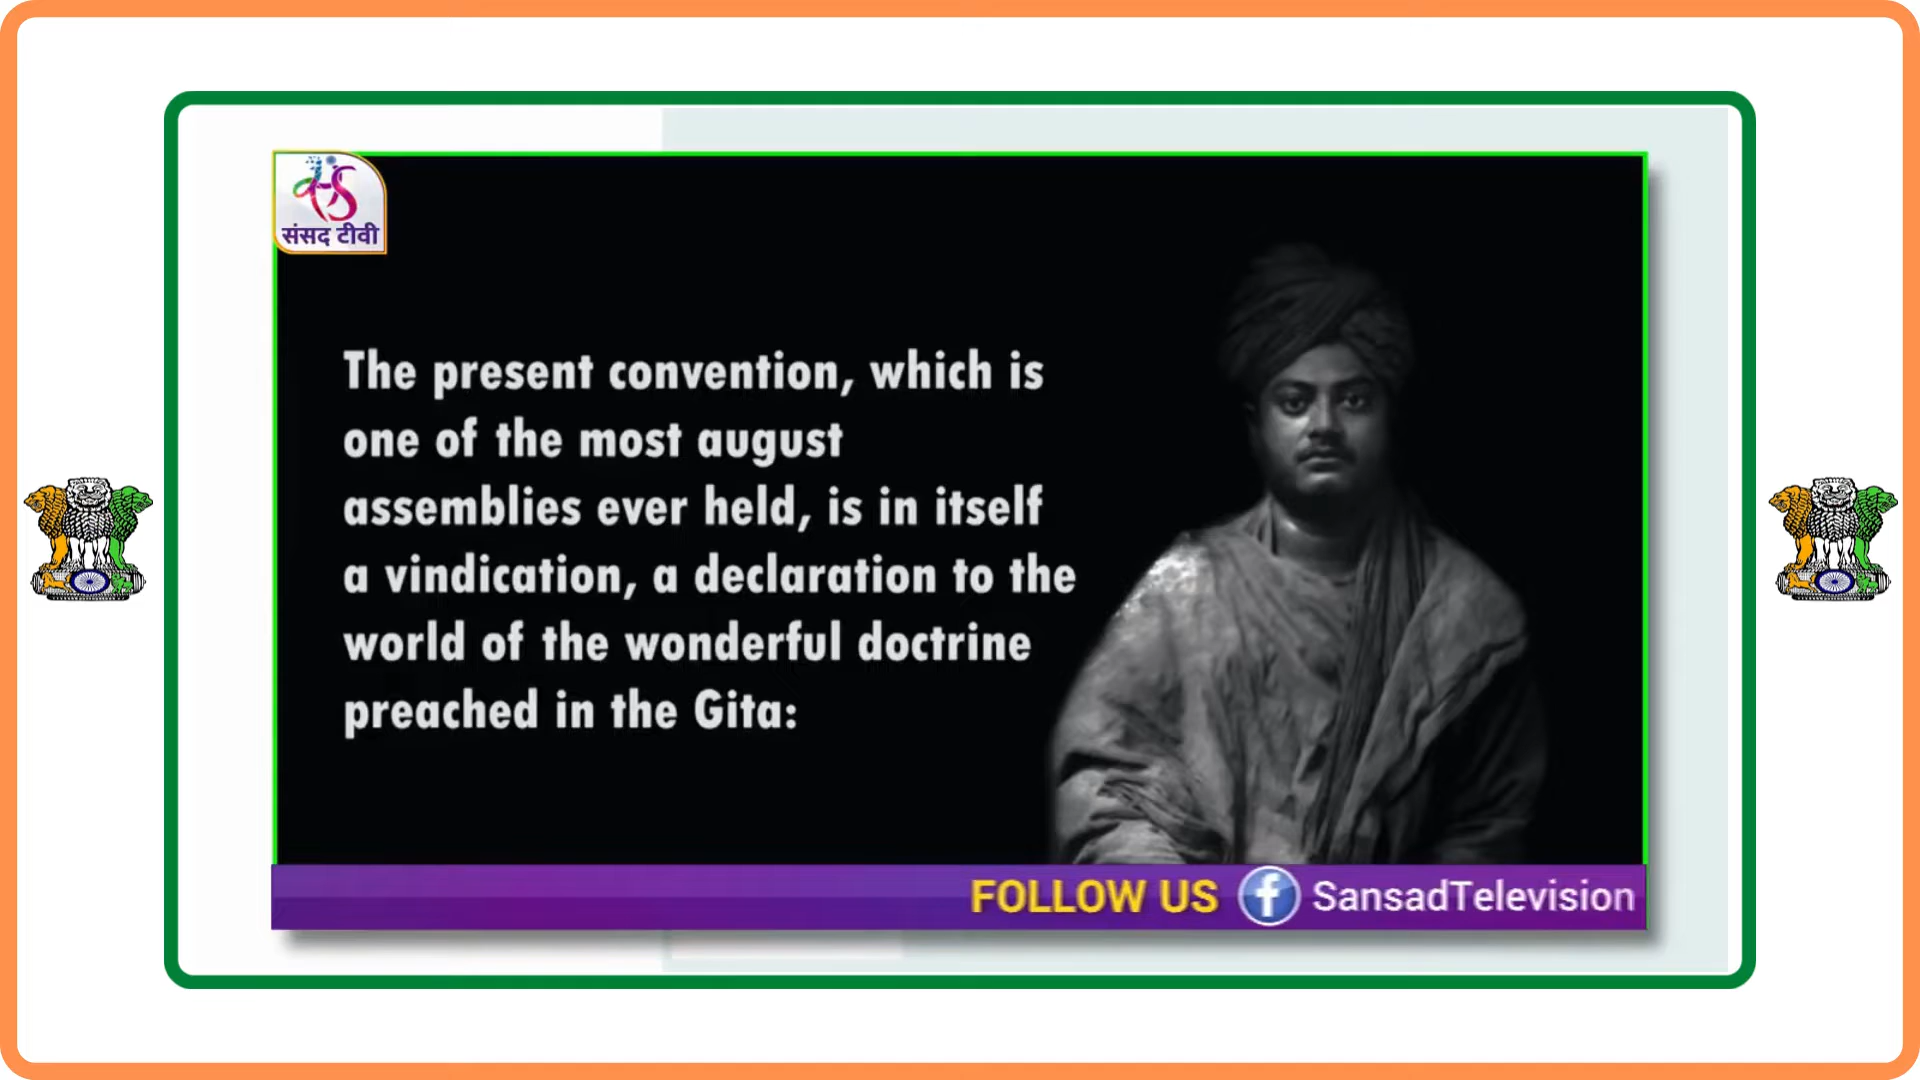 संसद टीवी
The present convention, which is
one of the most august
assemblies ever held, is in itself
a vindication, a declaration to the
world of the wonderful doctrine
preached in the Gita:
FOLLOW US f SansadTelevision